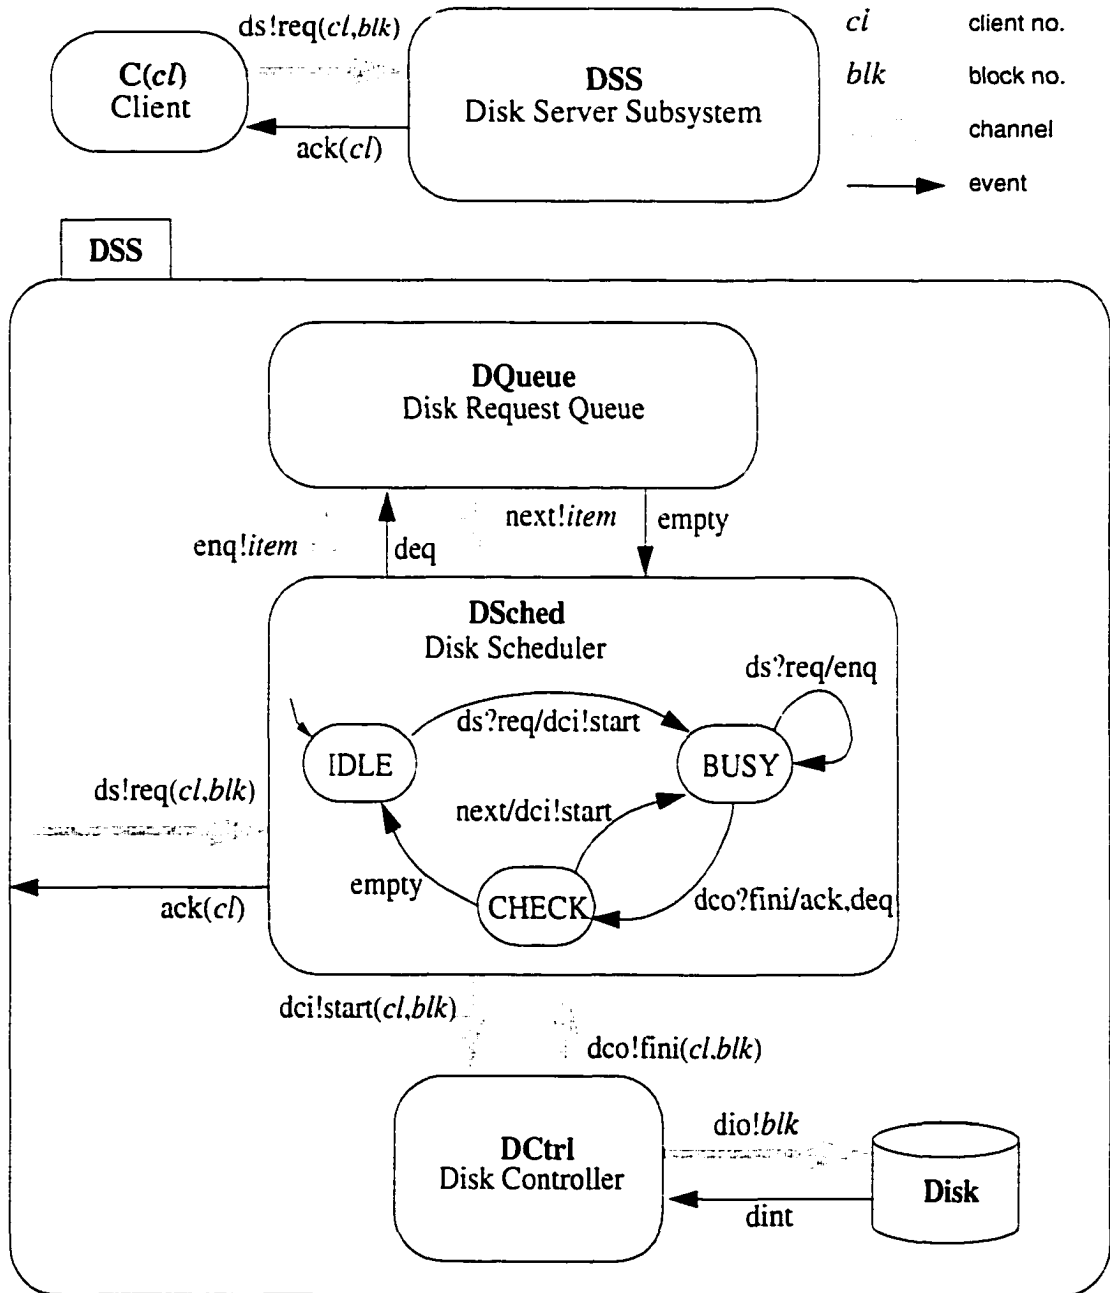 ds!req(cl,blk)
C(cl)
Client
ack(cl)
DSS
Disk Server Subsystem
ci client no.
blk block no.
channel
event
DSS
DQueue
Disk Request Queue
enq!item
deq
next!item
empty
DSched
Disk Scheduler
ds?req/enq
ds?req/dci!start
IDLE
BUSY
next/dci!start
empty
CHECK
dco?fini/ack,deq
ds!req(cl,blk)
ack(cl)
dci!start(cl,blk)
dco!fini(cl,blk)
DCtrl
Disk Controller
dio!blk
dint
Disk